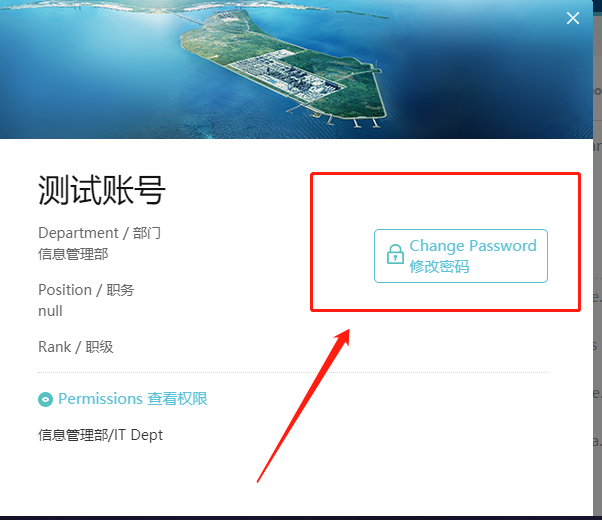 测试账号
Department / 部门
信息管理部
Position / 职务
null
Rank / 职级
Change Password
修改密码
Permissions 查看权限
信息管理部/IT Dept